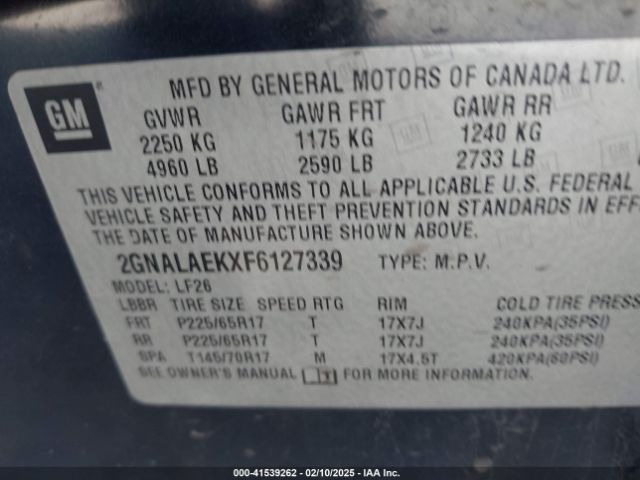 GM
MFD BY GENERAL MOTORS OF CANADA LTD.
GVWR GAWR FRT GAWR RR
2250 KG 1175 KG 1240 KG
4960 LB 2590 LB 2733 LB
THIS VEHICLE CONFORMS TO ALL APPLICABLE U.S. FEDERAL
VEHICLE SAFETY AND THEFT PREVENTION STANDARDS IN EFF
THE DATE OF MANUFACTURE SHOWN ABOVE.
2GNALAEKXF6127339 TYPE: M.P.V.
MODEL: LF26
LBBR TIRE SIZE SPEED RTG RIM COLD TIRE PRESS
FRT P225/65R17 T 17X7J 240KPA(35PSI)
RR P225/65R17 T 17X7J 240KPA(35PSI)
SPA T145/70R17 M 17X4.5T 420KPA(60PSI)
SEE OWNER'S MANUAL FOR MORE INFORMATION.
000-41539262 - 02/10/2025 - IAA Inc.